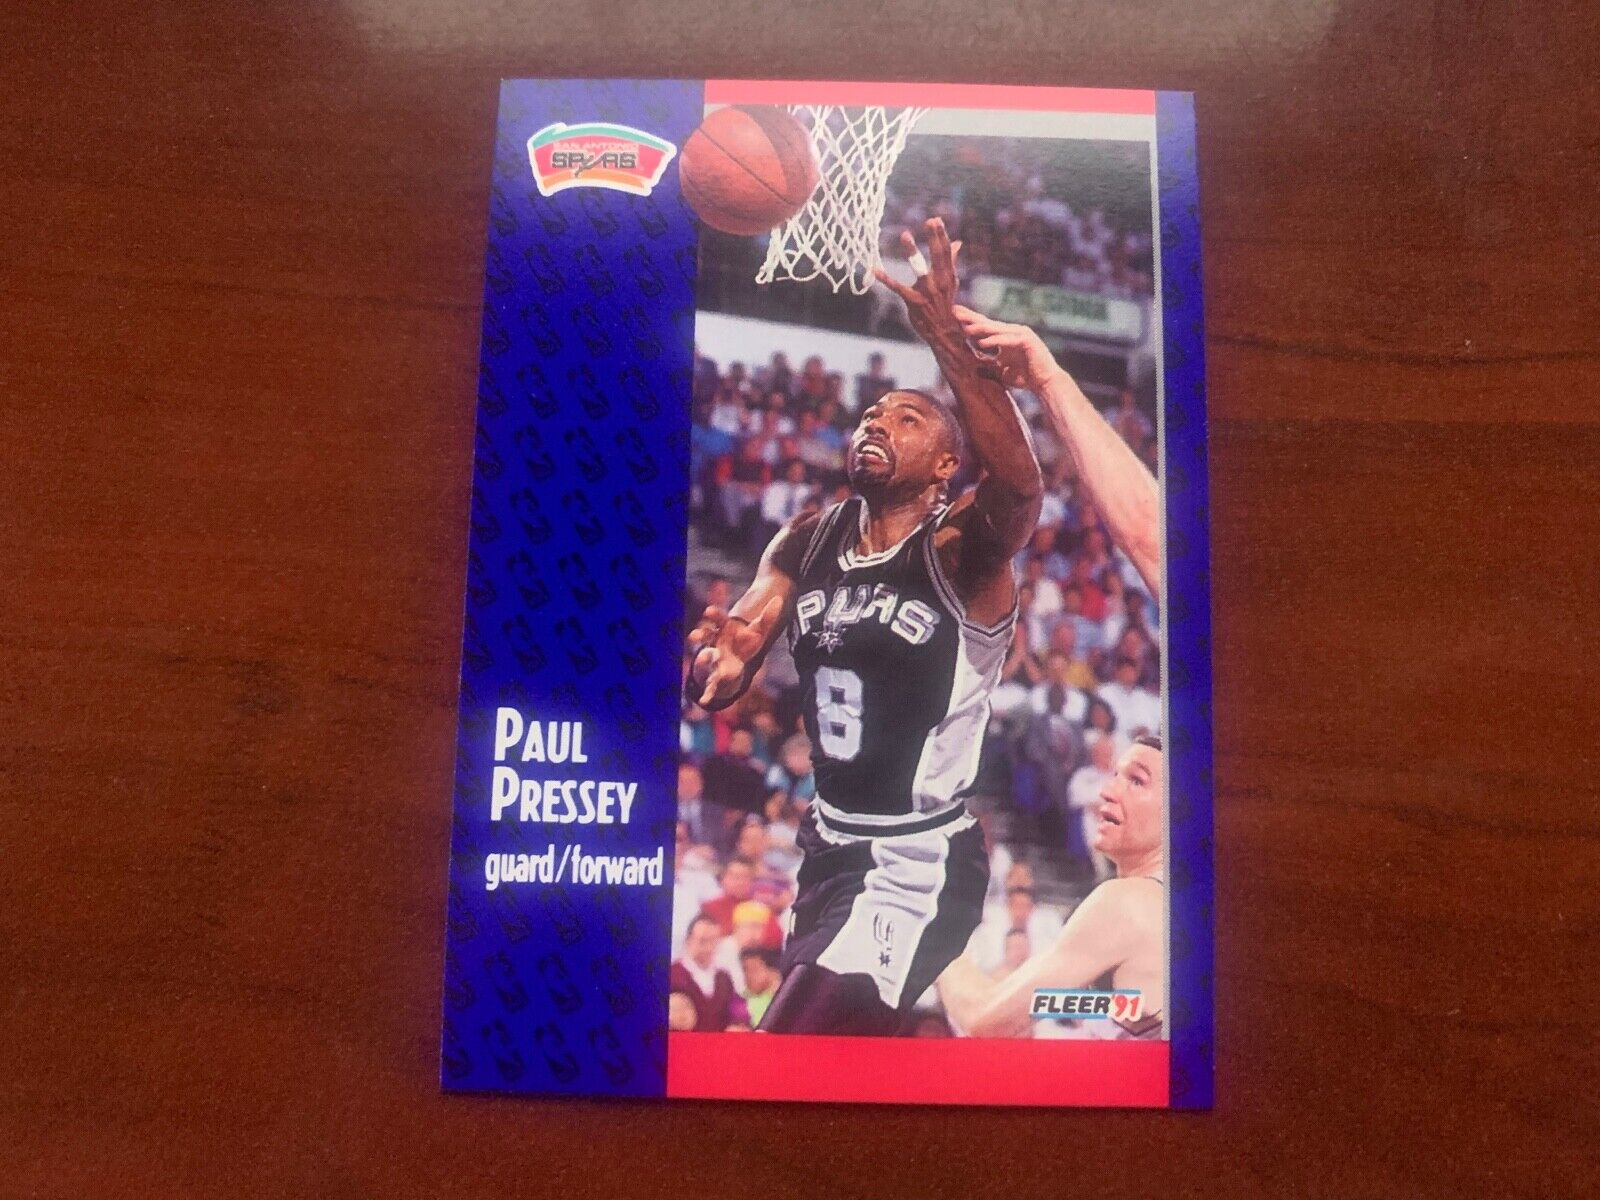 SAN ANTONIO
SPURS
SPURS
8
PAUL
PRESSEY
guard/forward
FLEER '91